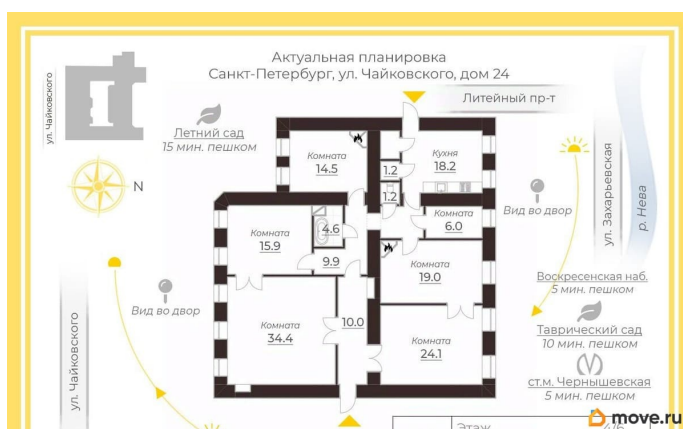 Актуальная планировка
Санкт-Петербург, ул. Чайковского, дом 24
ул. Чайковского
Литейный пр-т
Летний сад
15 мин. пешком
N
Комната
14.5
1.2
1.2
Кухня
18.2
Вид во двор
ул. Захарьевская
р. Нева
Комната
15.9
4.6
9.9
Комната
6.0
Комната
19.0
Воскресенская наб.
5 мин. пешком
Вид во двор
ул. Чайковского
Комната
34.4
10.0
Комната
24.1
Таврический сад
10 мин. пешком
ст.м. Чернышевская
5 мин. пешком
Этаж
4/6
move.ru